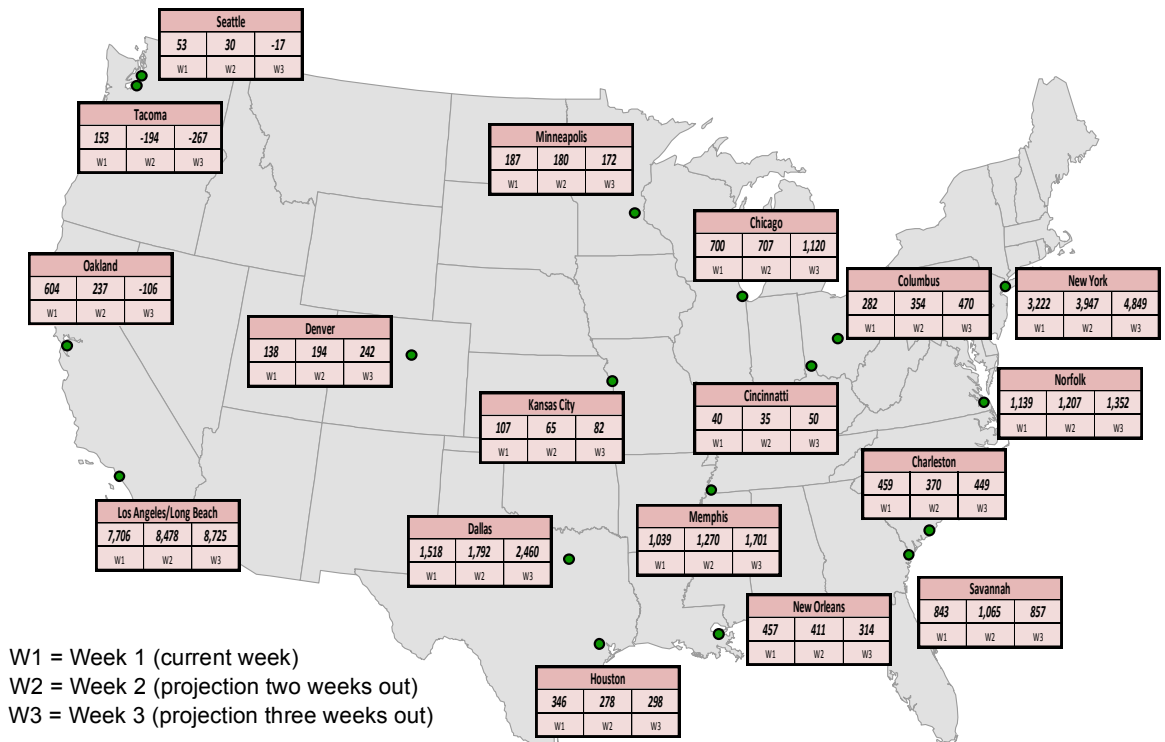 Seattle
53 30 -17
W1 W2 W3
Tacoma
153 -194 -267
W1 W2 W3
Minneapolis
187 180 172
W1 W2 W3
Chicago
700 707 1,120
W1 W2 W3
Oakland
604 237 -106
W1 W2 W3
Columbus
282 354 470
W1 W2 W3
New York
3,222 3,947 4,849
W1 W2 W3
Denver
138 194 242
W1 W2 W3
Norfolk
1,139 1,207 1,352
W1 W2 W3
Kansas City
107 65 82
W1 W2 W3
Cincinnatti
40 35 50
W1 W2 W3
Charleston
459 370 449
W1 W2 W3
Los Angeles/Long Beach
7,706 8,478 8,725
W1 W2 W3
Dallas
1,518 1,792 2,460
W1 W2 W3
Memphis
1,039 1,270 1,701
W1 W2 W3
Savannah
843 1,065 857
W1 W2 W3
New Orleans
457 411 314
W1 W2 W3
Houston
346 278 298
W1 W2 W3
W1 = Week 1 (current week)
W2 = Week 2 (projection two weeks out)
W3 = Week 3 (projection three weeks out)